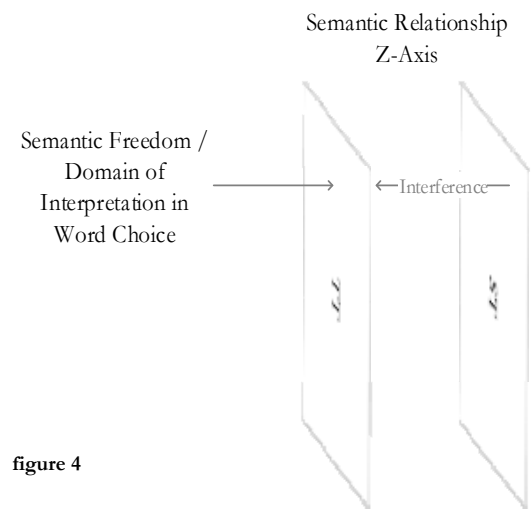 Semantic Relationship
Z-Axis
Semantic Freedom /
Domain of
Interpretation in
Word Choice
Interference
figure 4